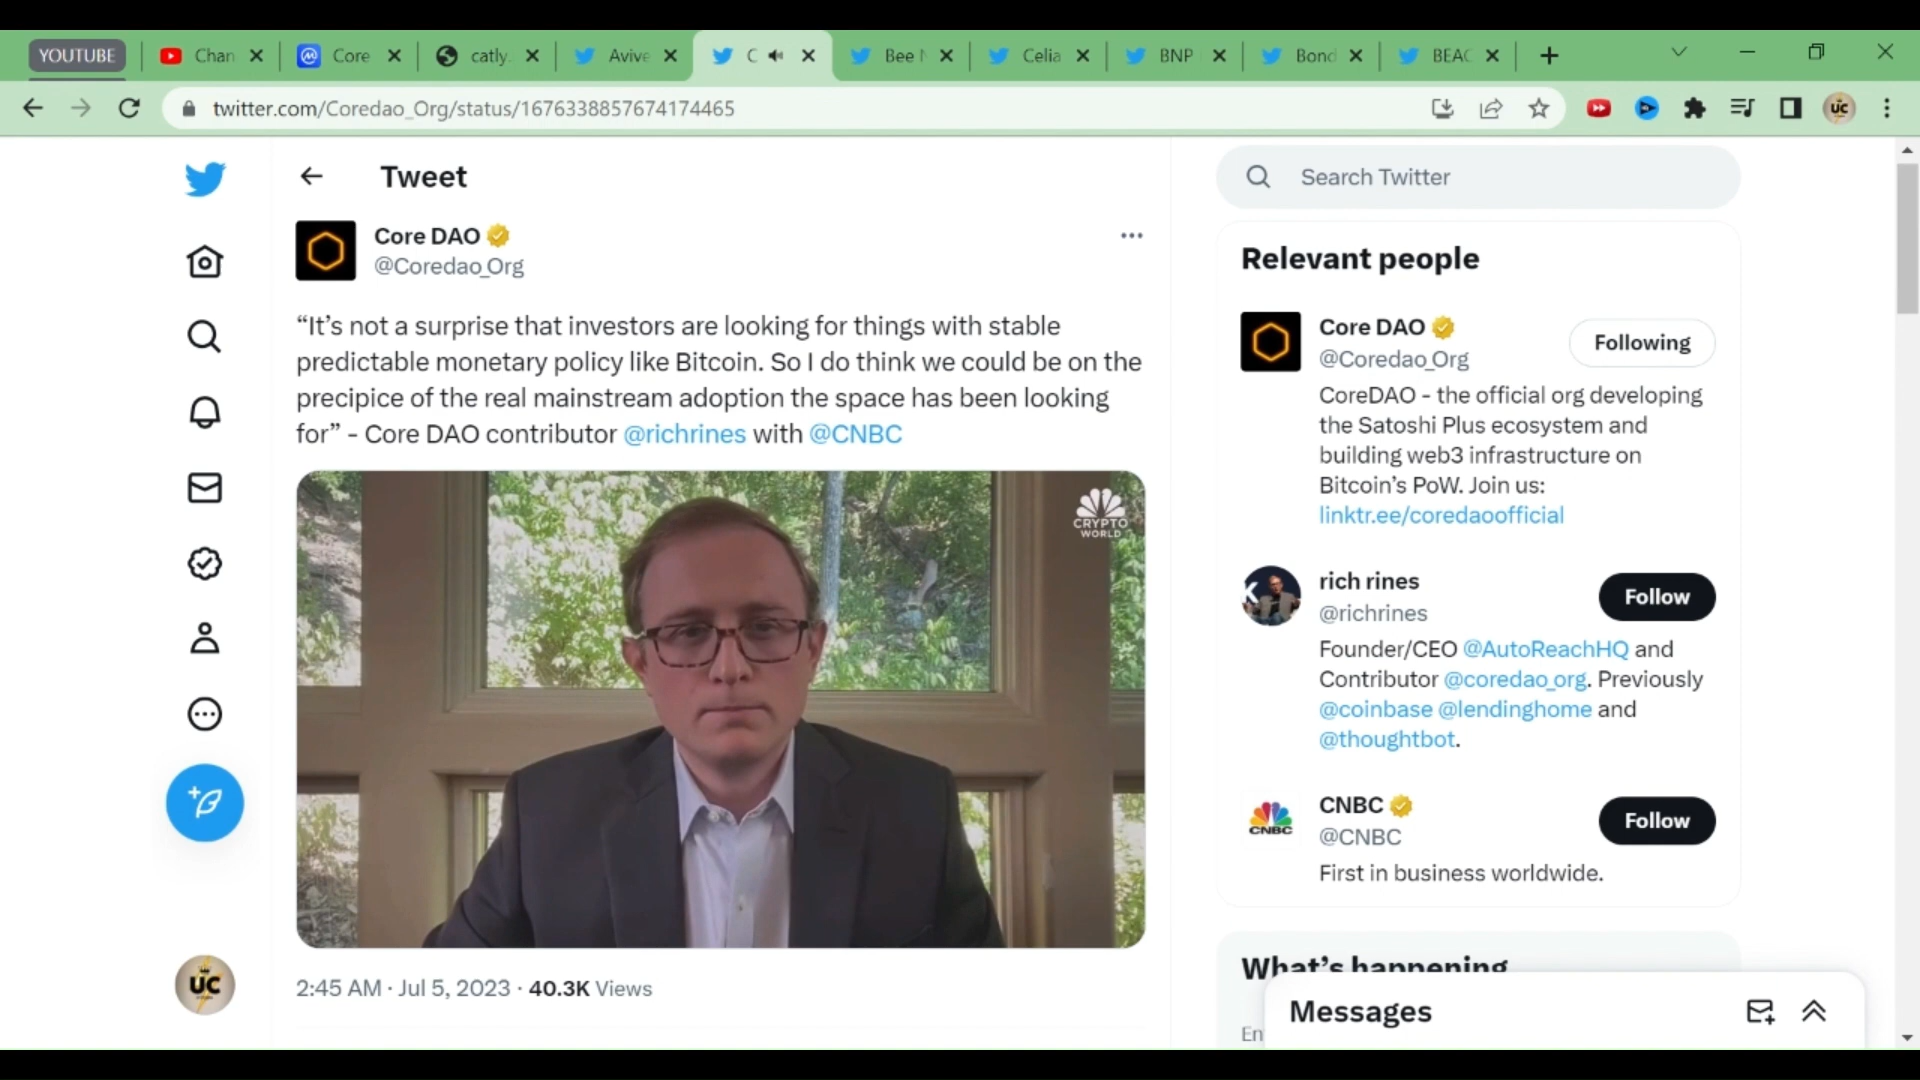 YOUTUBE
Chan
Core
catly.
Avive
C
Bee N
Celia
BNP
Bond
BEAC
twitter.com/Coredao_Org/status/1676338857674174465
UC
Tweet
Search Twitter
Core DAO
@Coredao_Org
“It’s not a surprise that investors are looking for things with stable
predictable monetary policy like Bitcoin. So I do think we could be on the
precipice of the real mainstream adoption the space has been looking
for” - Core DAO contributor @richrines with @CNBC
CRYPTO
WORLD
2:45 AM · Jul 5, 2023 · 40.3K Views
UC
Relevant people
Core DAO
@Coredao_Org
Following
CoreDAO - the official org developing
the Satoshi Plus ecosystem and
building web3 infrastructure on
Bitcoin’s PoW. Join us:
linktr.ee/coredaoofficial
rich rines
@richrines
Follow
Founder/CEO @AutoReachHQ and
Contributor @coredao_org. Previously
@coinbase @lendinghome and
@thoughtbot.
CNBC
CNBC
@CNBC
Follow
First in business worldwide.
What’s happening
En
Messages